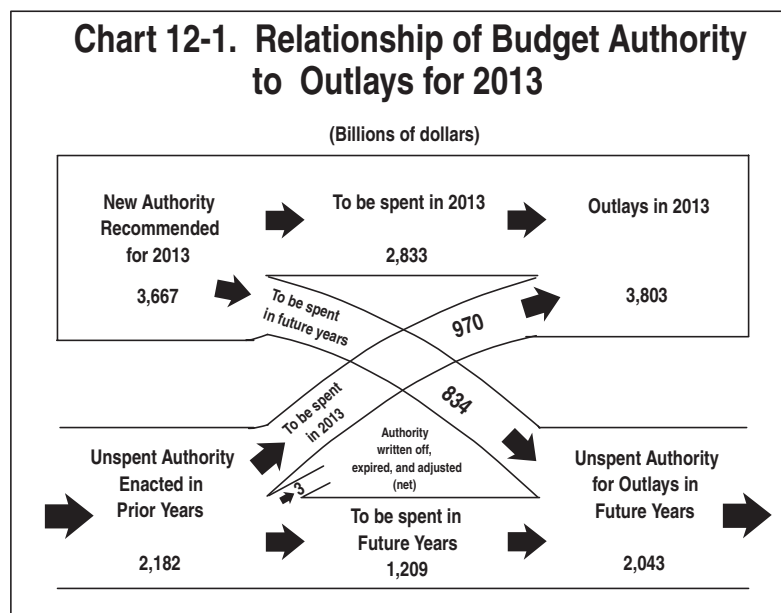 Chart 12-1. Relationship of Budget Authority
to Outlays for 2013
(Billions of dollars)
New Authority
Recommended
for 2013
3,667
To be spent in 2013
2,833
Outlays in 2013
3,803
To be spent
in future years
970
To be spent
in 2013
834
Authority
written off,
expired, and adjusted
(net)
3
Unspent Authority
Enacted in
Prior Years
2,182
To be spent in
Future Years
1,209
Unspent Authority
for Outlays in
Future Years
2,043